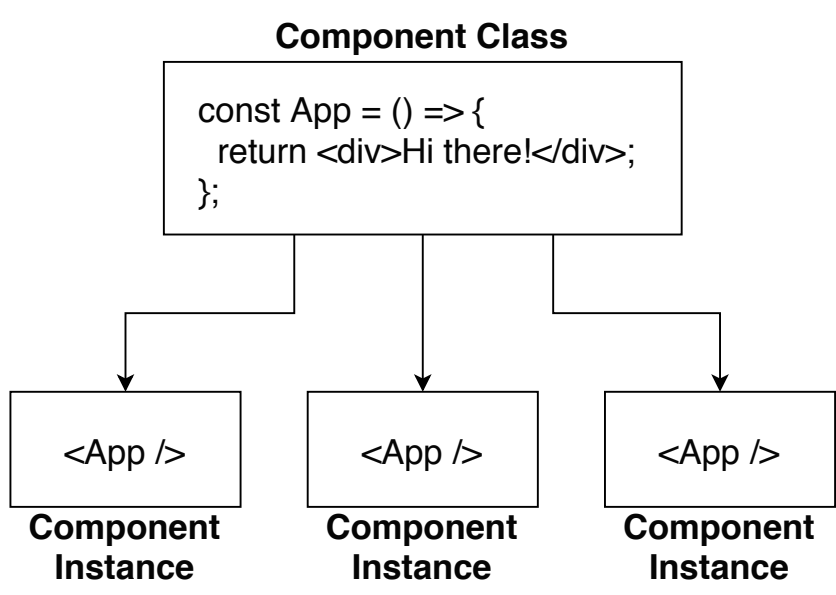 Component Class
const App = () => {
return <div>Hi there!</div>;
};
<App />
<App />
<App />
Component
Instance
Component
Instance
Component
Instance